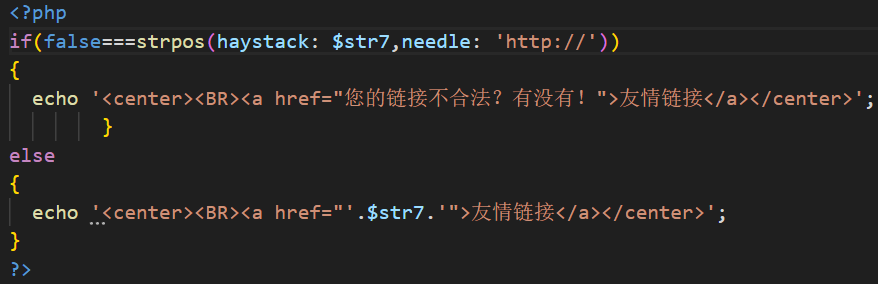 <?php
if(false===strpos(haystack: $str7,needle: 'http://'))
{
  echo '<center><BR><a href="您的链接不合法？有没有！">友情链接</a></center>';
        }
else
{
  echo '<center><BR><a href="'.$str7.'">友情链接</a></center>';
}
?>